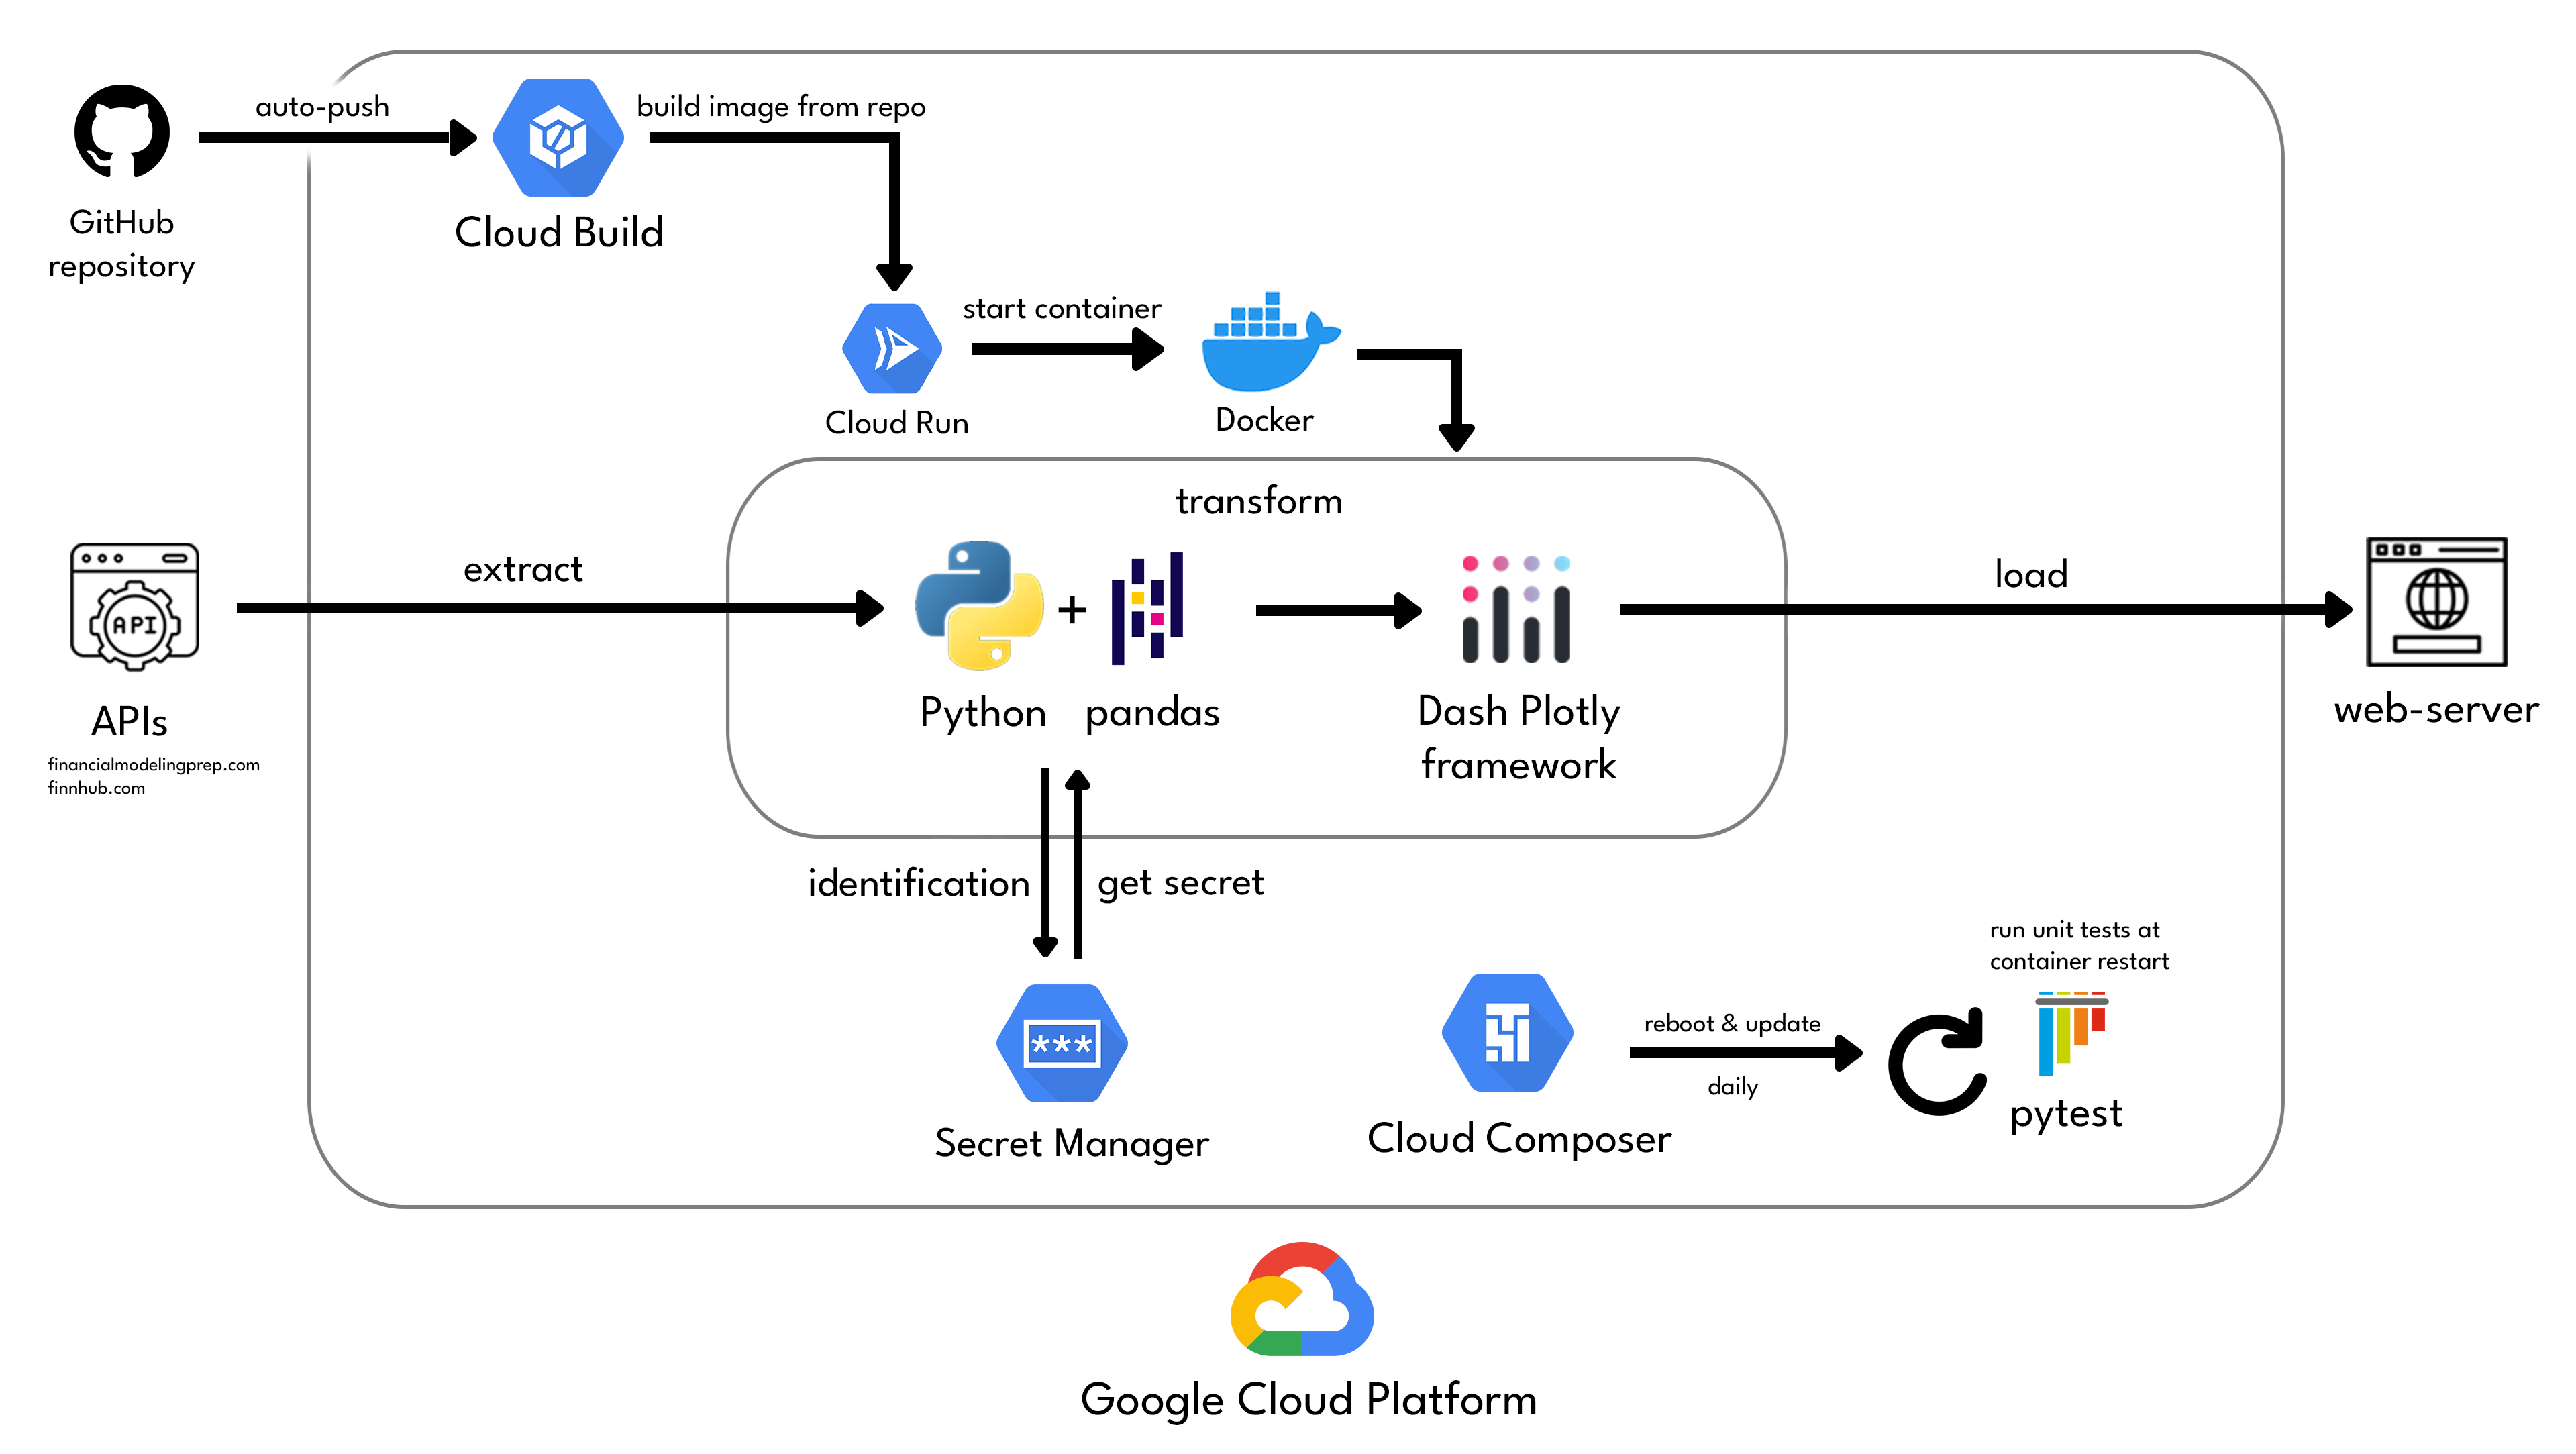 auto-push
build image from repo
GitHub
repository
Cloud Build
start container
Cloud Run
Docker
transform
extract
load
API
+
APIs
financialmodelingprep.com
finnhub.com
Python
pandas
Dash Plotly
framework
web-server
identification
get secret
run unit tests at
container restart
***
reboot & update
daily
Secret Manager
Cloud Composer
pytest
Google Cloud Platform